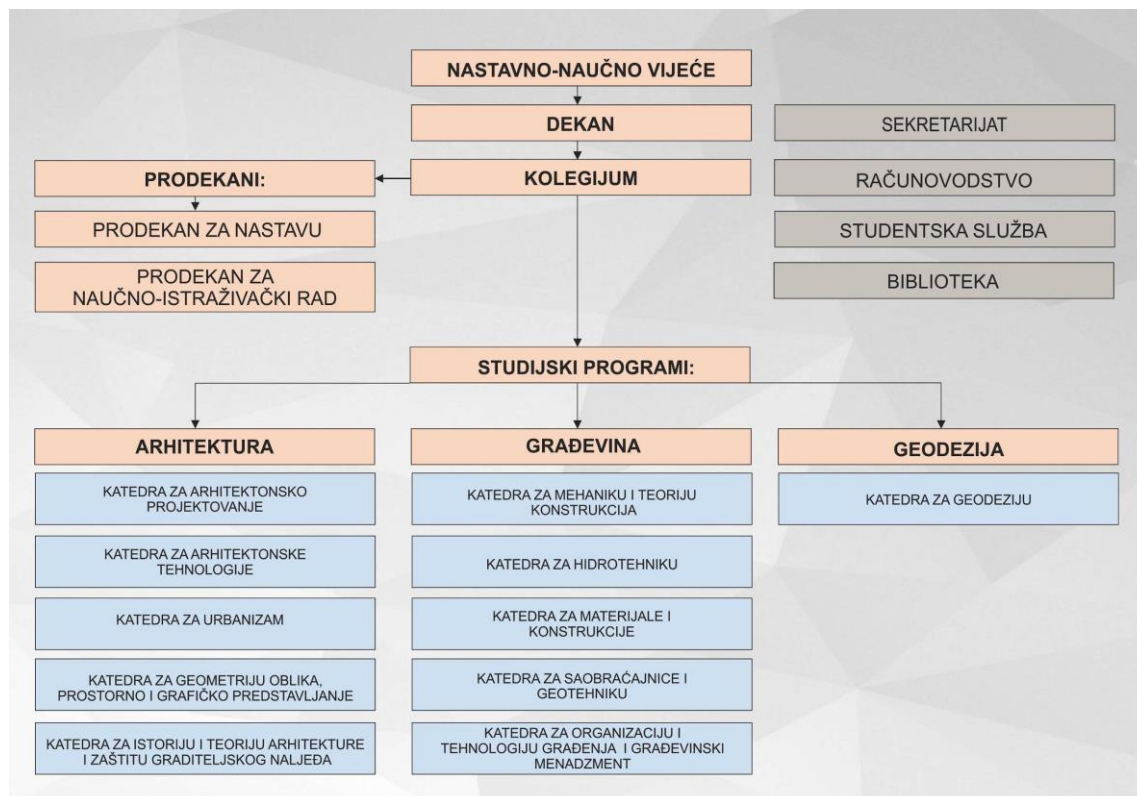 NASTAVNO-NAUČNO VIJEĆE
DEKAN
KOLEGIJUM
PRODEKANI:
PRODEKAN ZA NASTAVU
PRODEKAN ZA
NAUČNO-ISTRAŽIVAČKI RAD
SEKRETARIJAT
RAČUNOVODSTVO
STUDENTSKA SLUŽBA
BIBLIOTEKA
STUDIJSKI PROGRAMI:
ARHITEKTURA
KATEDRA ZA ARHITEKTONSKO
PROJEKTOVANJE
KATEDRA ZA ARHITEKTONSKE
TEHNOLOGIJE
KATEDRA ZA URBANIZAM
KATEDRA ZA GEOMETRIJU OBLIKA,
PROSTORNO I GRAFIČKO PREDSTAVLJANJE
KATEDRA ZA ISTORIJU I TEORIJU ARHITEKTURE
I ZAŠTITU GRADITELJSKOG NALJEĐA
GRAĐEVINA
KATEDRA ZA MEHANIKU I TEORIJU
KONSTRUKCIJA
KATEDRA ZA HIDROTEHNIKU
KATEDRA ZA MATERIJALE I
KONSTRUKCIJE
KATEDRA ZA SAOBRAĆAJNICE I
GEOTEHNIKU
KATEDRA ZA ORGANIZACIJU I
TEHNOLOGIJU GRAĐENJA I GRAĐEVINSKI
MENADZMENT
GEODEZIJA
KATEDRA ZA GEODEZIJU